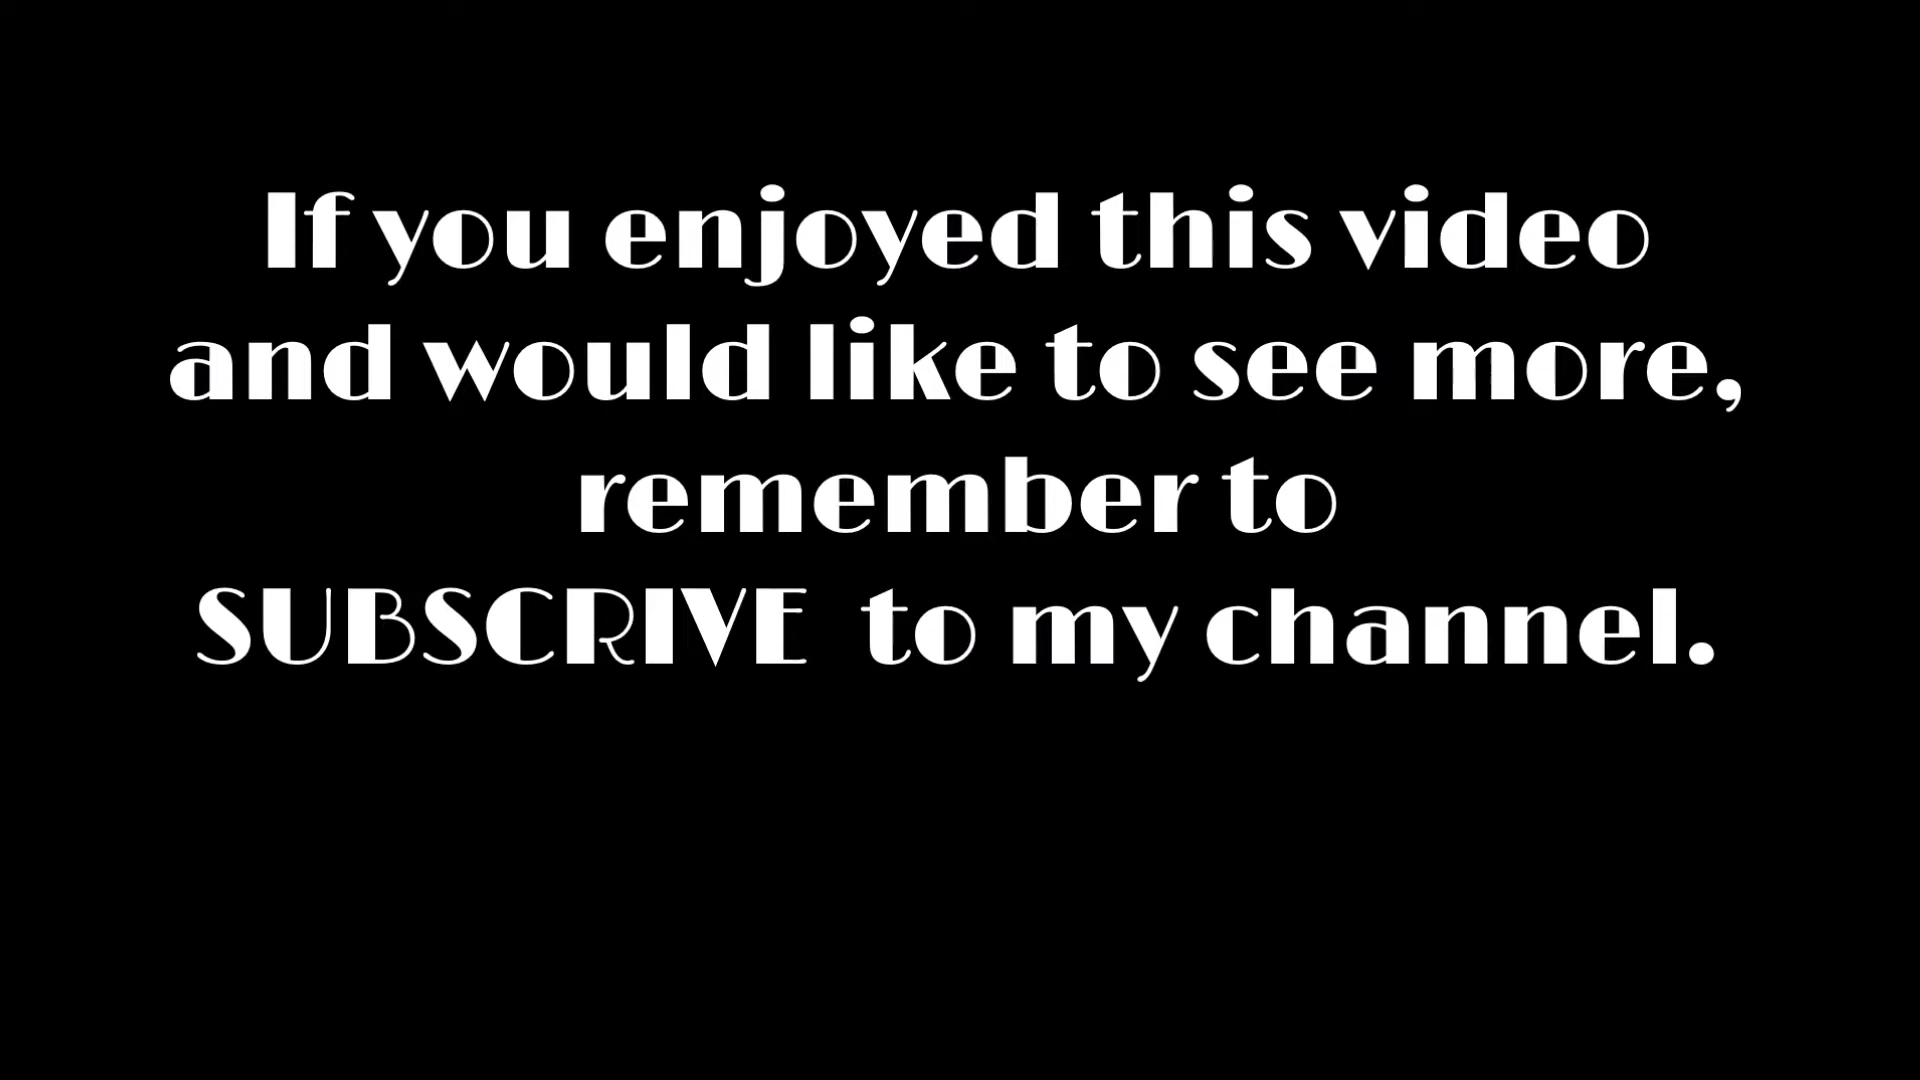 If you enjoyed this video
and would like to see more,
remember to
SUBSCRIVE to my channel.